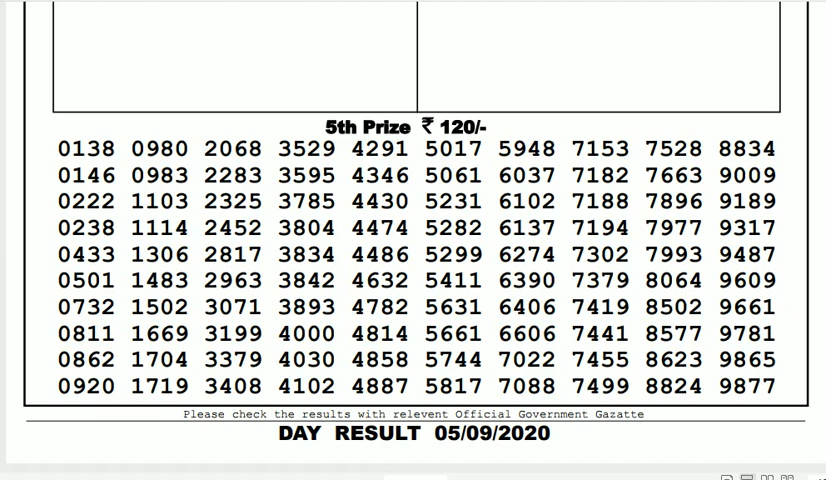 5th Prize ₹ 120/-
0138 0980 2068 3529 4291 5017 5948 7153 7528 8834
0146 0983 2283 3595 4346 5061 6037 7182 7663 9009
0222 1103 2325 3785 4430 5231 6102 7188 7896 9189
0238 1114 2452 3804 4474 5282 6137 7194 7977 9317
0433 1306 2817 3834 4486 5299 6274 7302 7993 9487
0501 1483 2963 3842 4632 5411 6390 7379 8064 9609
0732 1502 3071 3893 4782 5631 6406 7419 8502 9661
0811 1669 3199 4000 4814 5661 6606 7441 8577 9781
0862 1704 3379 4030 4858 5744 7022 7455 8623 9865
0920 1719 3408 4102 4887 5817 7088 7499 8824 9877
Please check the results with relevent Official Government Gazatte
DAY RESULT 05/09/2020